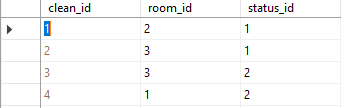 clean_id room_id status_id
1 2 1
2 3 1
3 3 2
4 1 2